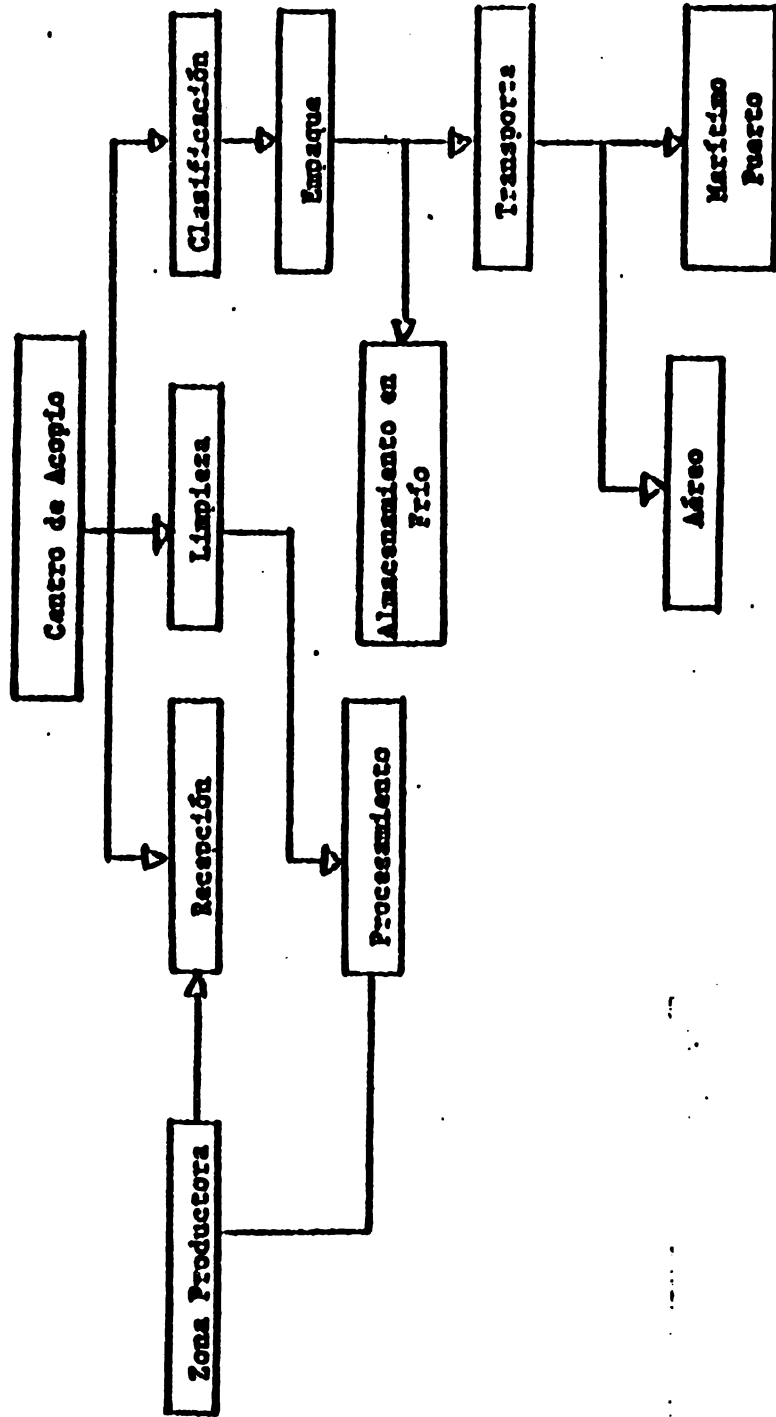 Centro de Acopio
Zona Productora
Recepción
Limpieza
Clasificación
Procesamiento
Empaque
Almacenamiento en
Frío
Transporte
Aéreo
Marítimo
Puerto